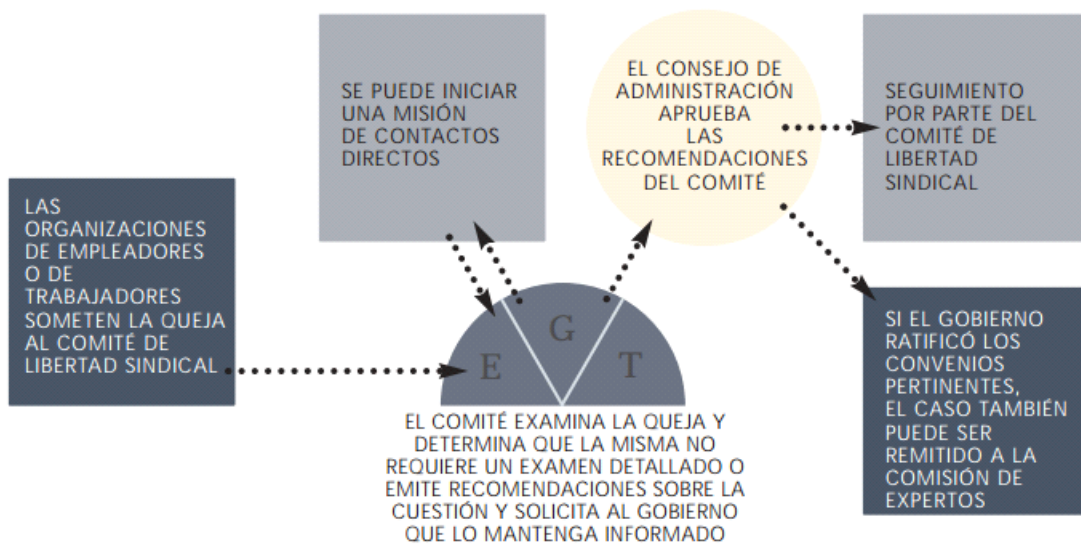 LAS
ORGANIZACIONES
DE EMPLEADORES
O DE
TRABAJADORES
SOMETEN LA QUEJA
AL COMITÉ DE
LIBERTAD SINDICAL
SE PUEDE INICIAR
UNA MISIÓN
DE CONTACTOS
DIRECTOS
E
G
T
EL COMITÉ EXAMINA LA QUEJA Y
DETERMINA QUE LA MISMA NO
REQUIERE UN EXAMEN DETALLADO O
EMITE RECOMENDACIONES SOBRE LA
CUESTIÓN Y SOLICITA AL GOBIERNO
QUE LO MANTENGA INFORMADO
EL CONSEJO DE
ADMINISTRACIÓN
APRUEBA
LAS
RECOMENDACIONES
DEL COMITÉ
SEGUIMIENTO
POR PARTE DEL
COMITÉ DE
LIBERTAD
SINDICAL
SI EL GOBIERNO
RATIFICÓ LOS
CONVENIOS
PERTINENTES,
EL CASO TAMBIÉN
PUEDE SER
REMITIDO A LA
COMISIÓN DE
EXPERTOS